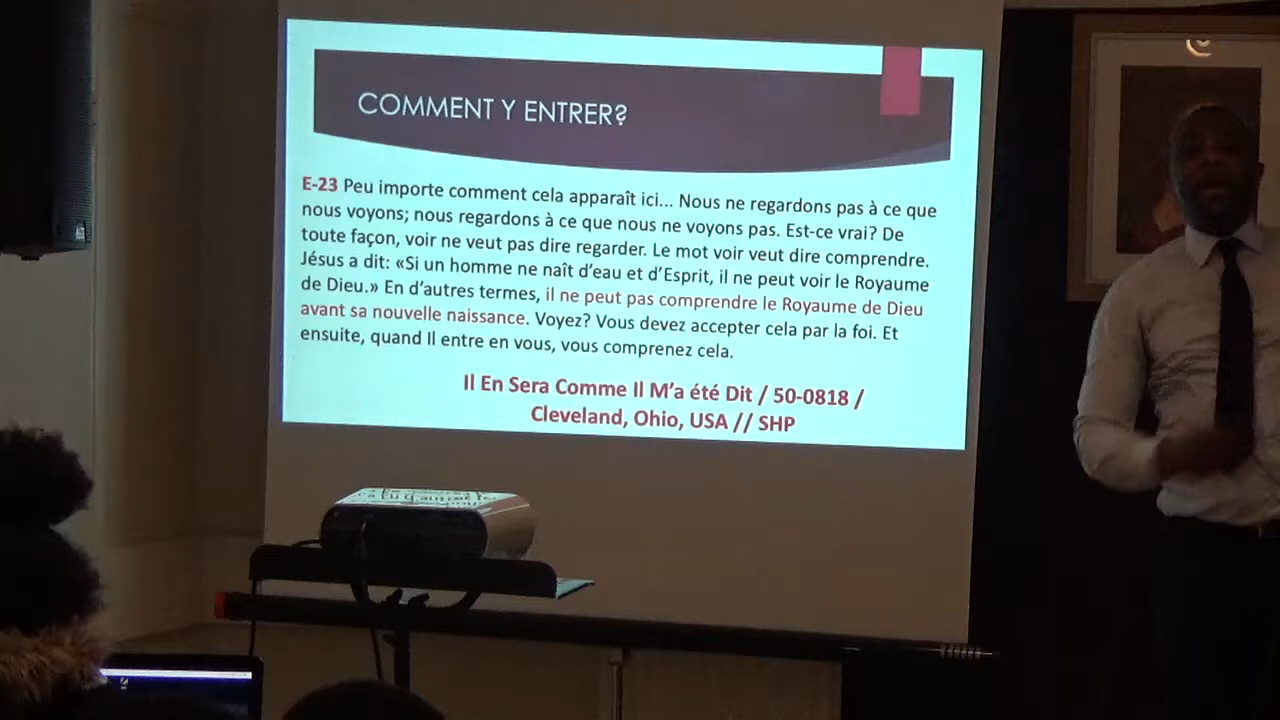 COMMENT Y ENTRER?
E-23 Peu importe comment cela apparaît ici... Nous ne regardons pas à ce que
nous voyons; nous regardons à ce que nous ne voyons pas. Est-ce vrai? De
toute façon, voir ne veut pas dire regarder. Le mot voir veut dire comprendre.
Jésus a dit: «Si un homme ne naît d’eau et d’Esprit, il ne peut voir le Royaume
de Dieu.» En d’autres termes, il ne peut pas comprendre le Royaume de Dieu
avant sa nouvelle naissance. Voyez? Vous devez accepter cela par la foi. Et
ensuite, quand Il entre en vous, vous comprenez cela.
Il En Sera Comme Il M’a été Dit / 50-0818 /
Cleveland, Ohio, USA // SHP